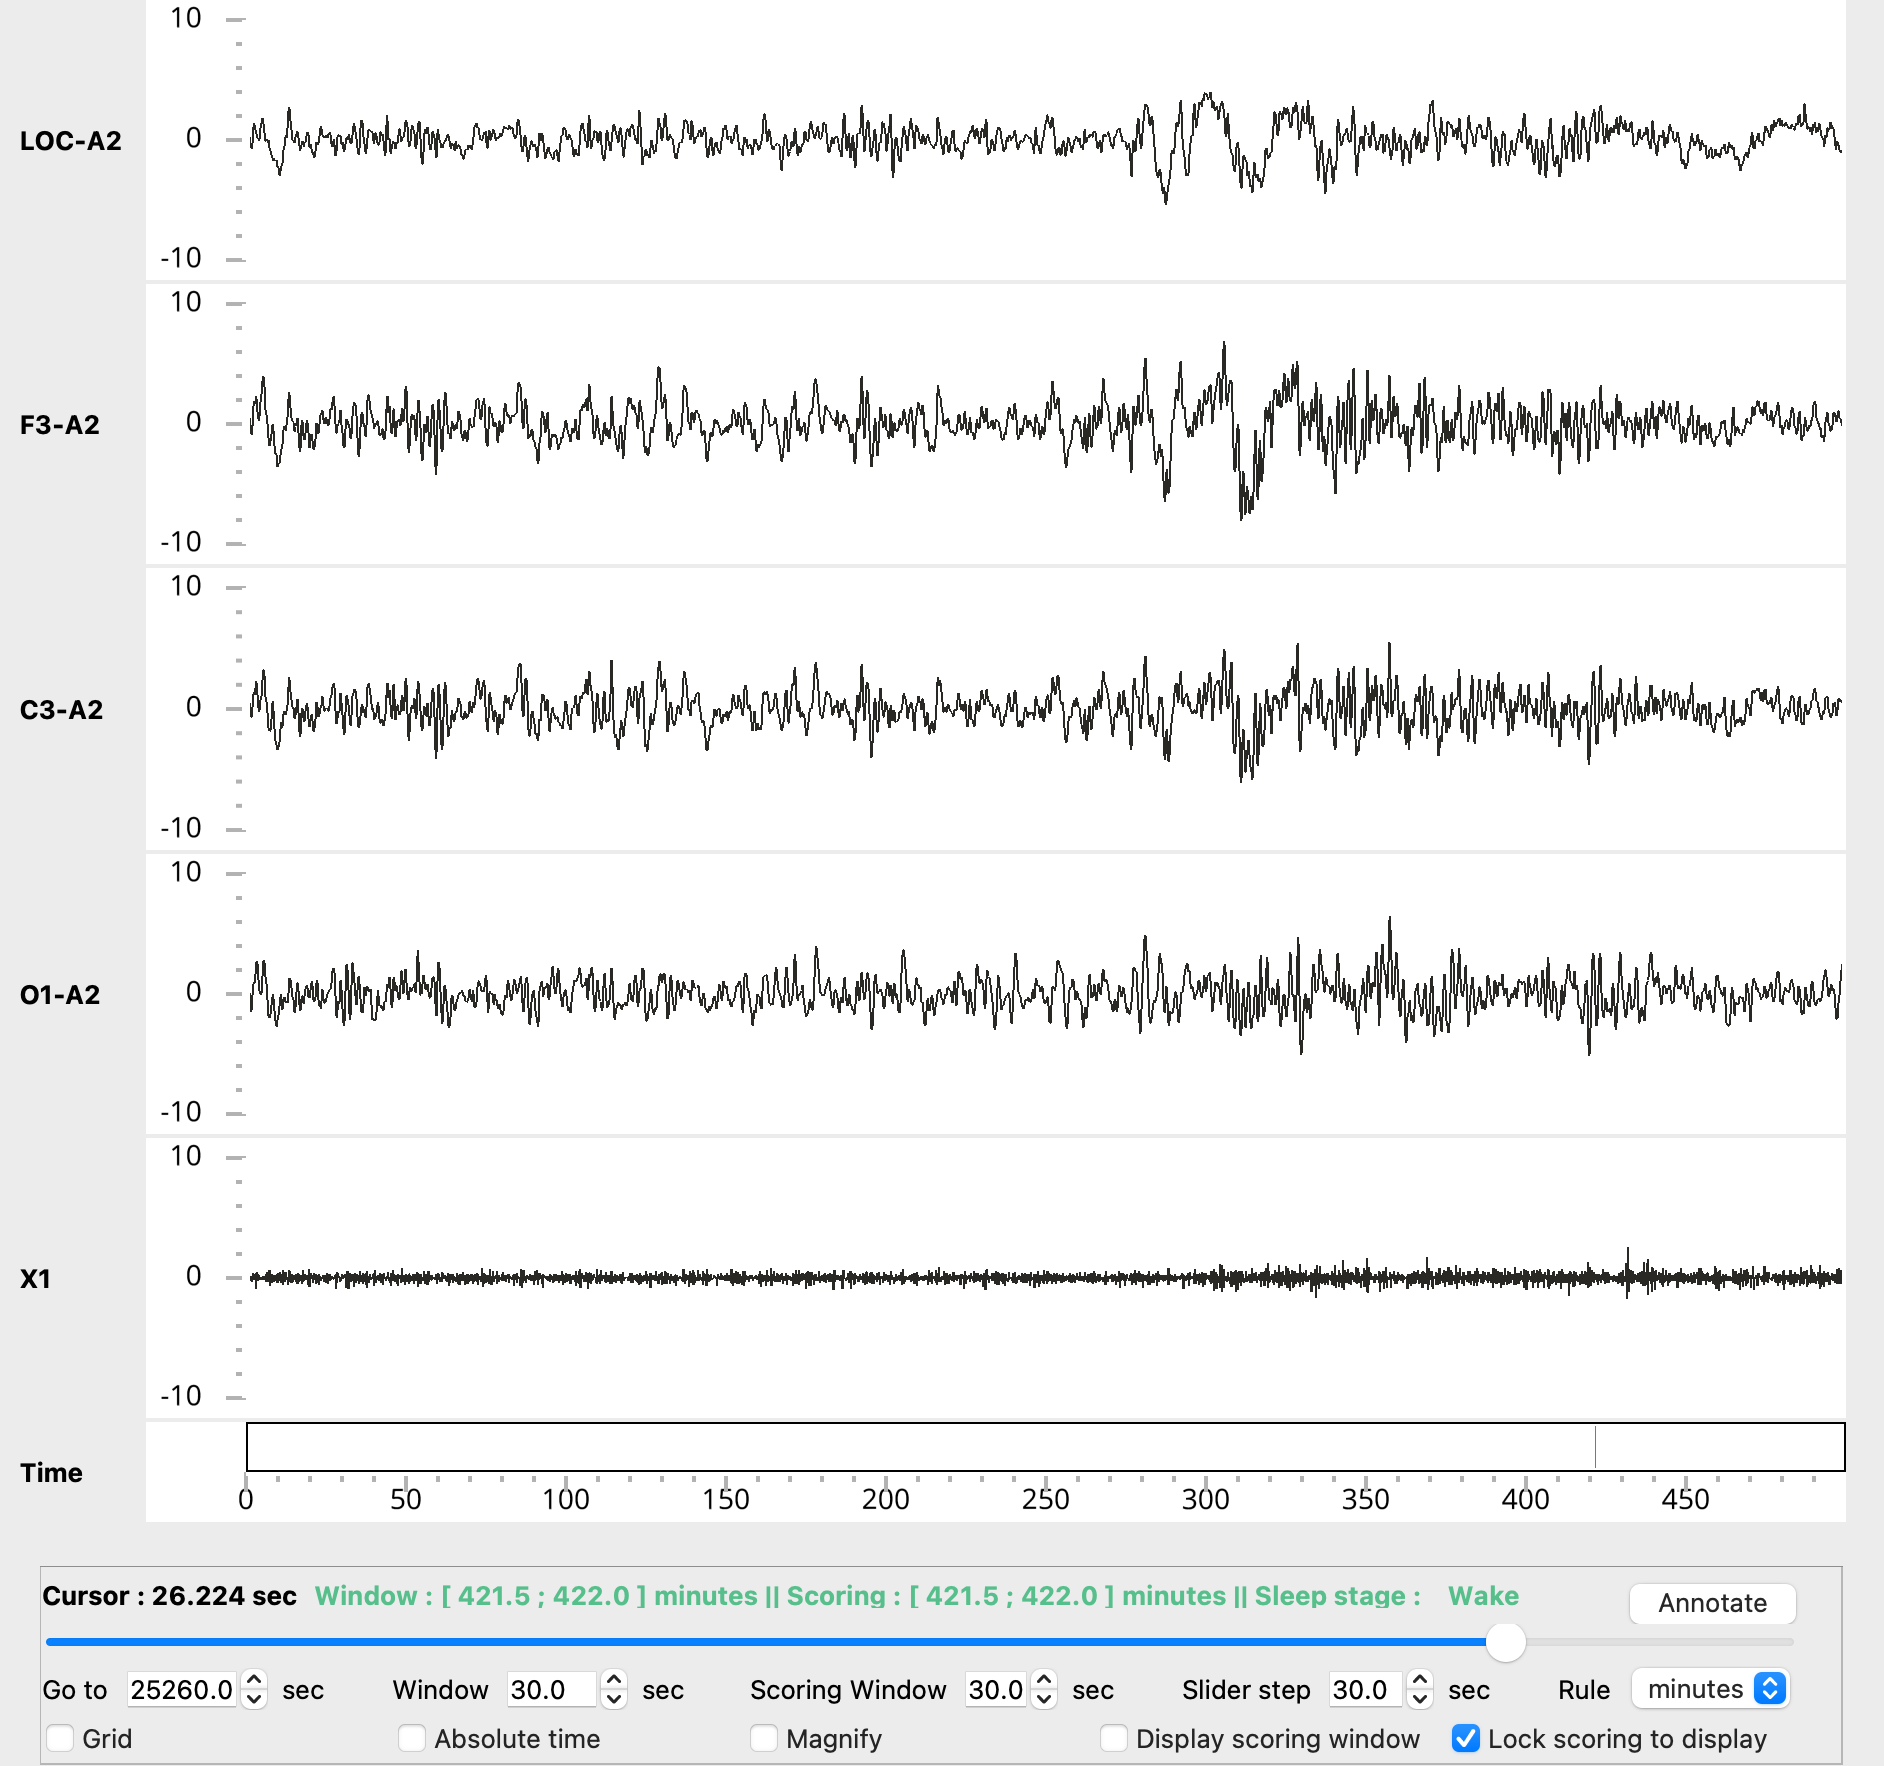 10
LOC-A2
0
-10
10
F3-A2
0
-10
10
C3-A2
0
-10
10
O1-A2
0
-10
10
X1
0
-10
Time
0 50 100 150 200 250 300 350 400 450
Cursor : 26.224 sec Window : [ 421.5 ; 422.0 ] minutes || Scoring : [ 421.5 ; 422.0 ] minutes || Sleep stage : Wake Annotate
Go to 25260.0 sec Window 30.0 sec Scoring Window 30.0 sec Slider step 30.0 sec Rule minutes
Grid Absolute time Magnify Display scoring window Lock scoring to display